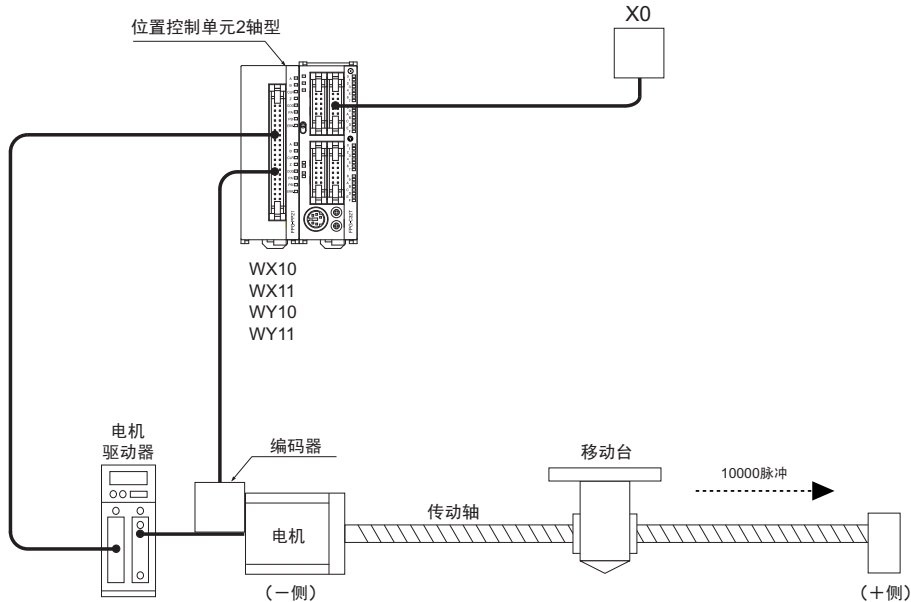 X0
位置控制单元2轴型
WX10
WX11
WY10
WY11
电机
驱动器
编码器
移动台
10000脉冲
传动轴
电机
（－侧）
（＋侧）